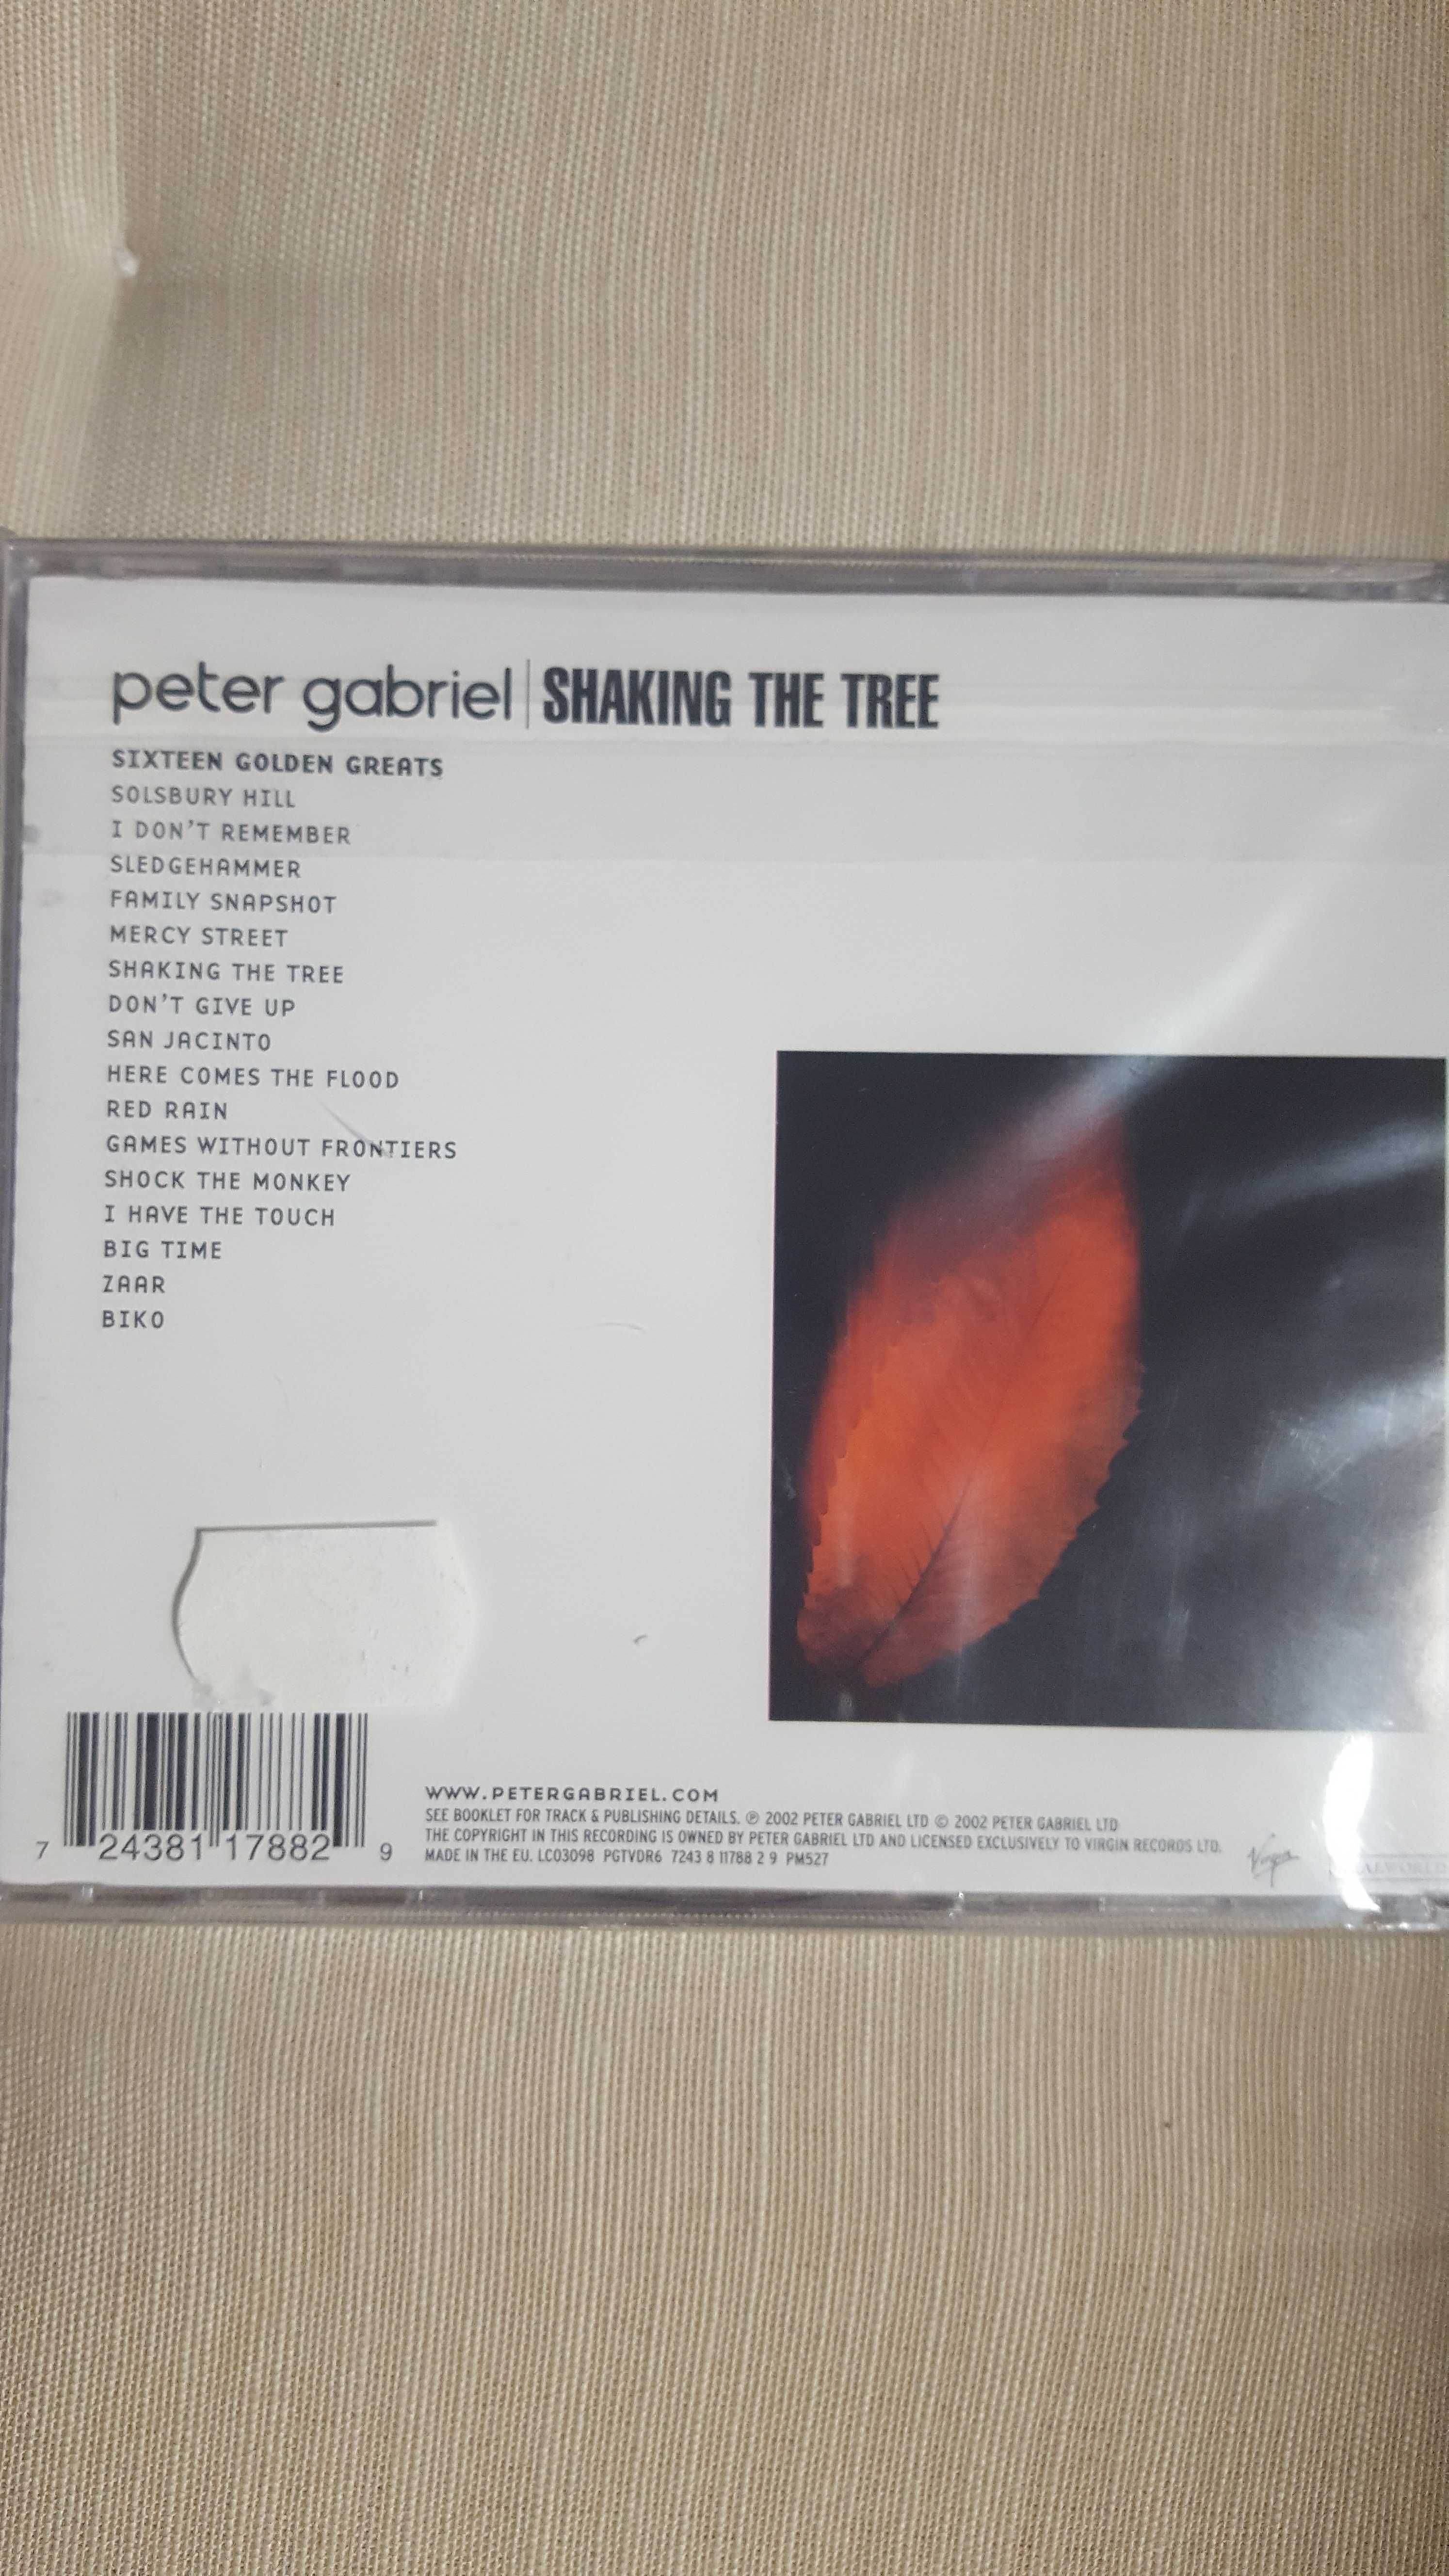 peter gabriel | SHAKING THE TREE
SIXTEEN GOLDEN GREATS
SOLSBURY HILL
I DON'T REMEMBER
SLEDGEHAMMER
FAMILY SNAPSHOT
MERCY STREET
SHAKING THE TREE
DON'T GIVE UP
SAN JACINTO
HERE COMES THE FLOOD
RED RAIN
GAMES WITHOUT FRONTIERS
SHOCK THE MONKEY
I HAVE THE TOUCH
BIG TIME
ZAAR
BIKO
7 24381 17882 9
WWW.PETERGABRIEL.COM
SEE BOOKLET FOR TRACK & PUBLISHING DETAILS. ℗ 2002 PETER GABRIEL LTD © 2002 PETER GABRIEL LTD
THE COPYRIGHT IN THIS RECORDING IS OWNED BY PETER GABRIEL LTD AND LICENSED EXCLUSIVELY TO VIRGIN RECORDS LTD.
MADE IN THE EU. LC03098 PGTVDR6 7243 8 11788 2 9 PM527
Virgin